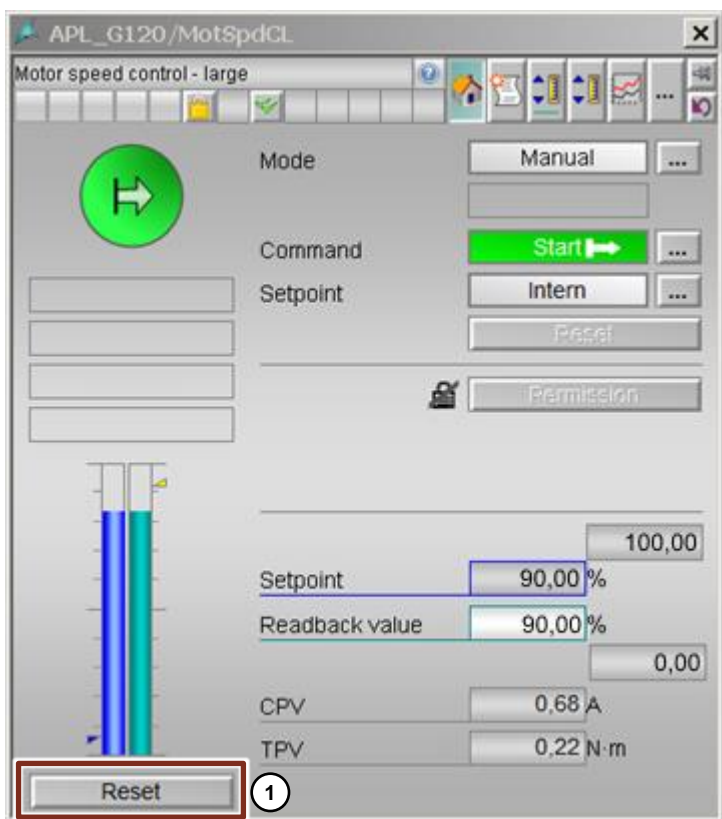 APL_G120/MotSpdCL
Motor speed control - large
...
Mode
Manual
...
Command
Start
...
Setpoint
Intern
...
Reset
Permission
100,00
Setpoint
90,00 %
Readback value
90,00 %
0,00
CPV
0,68 A
TPV
0,22 N·m
Reset
1